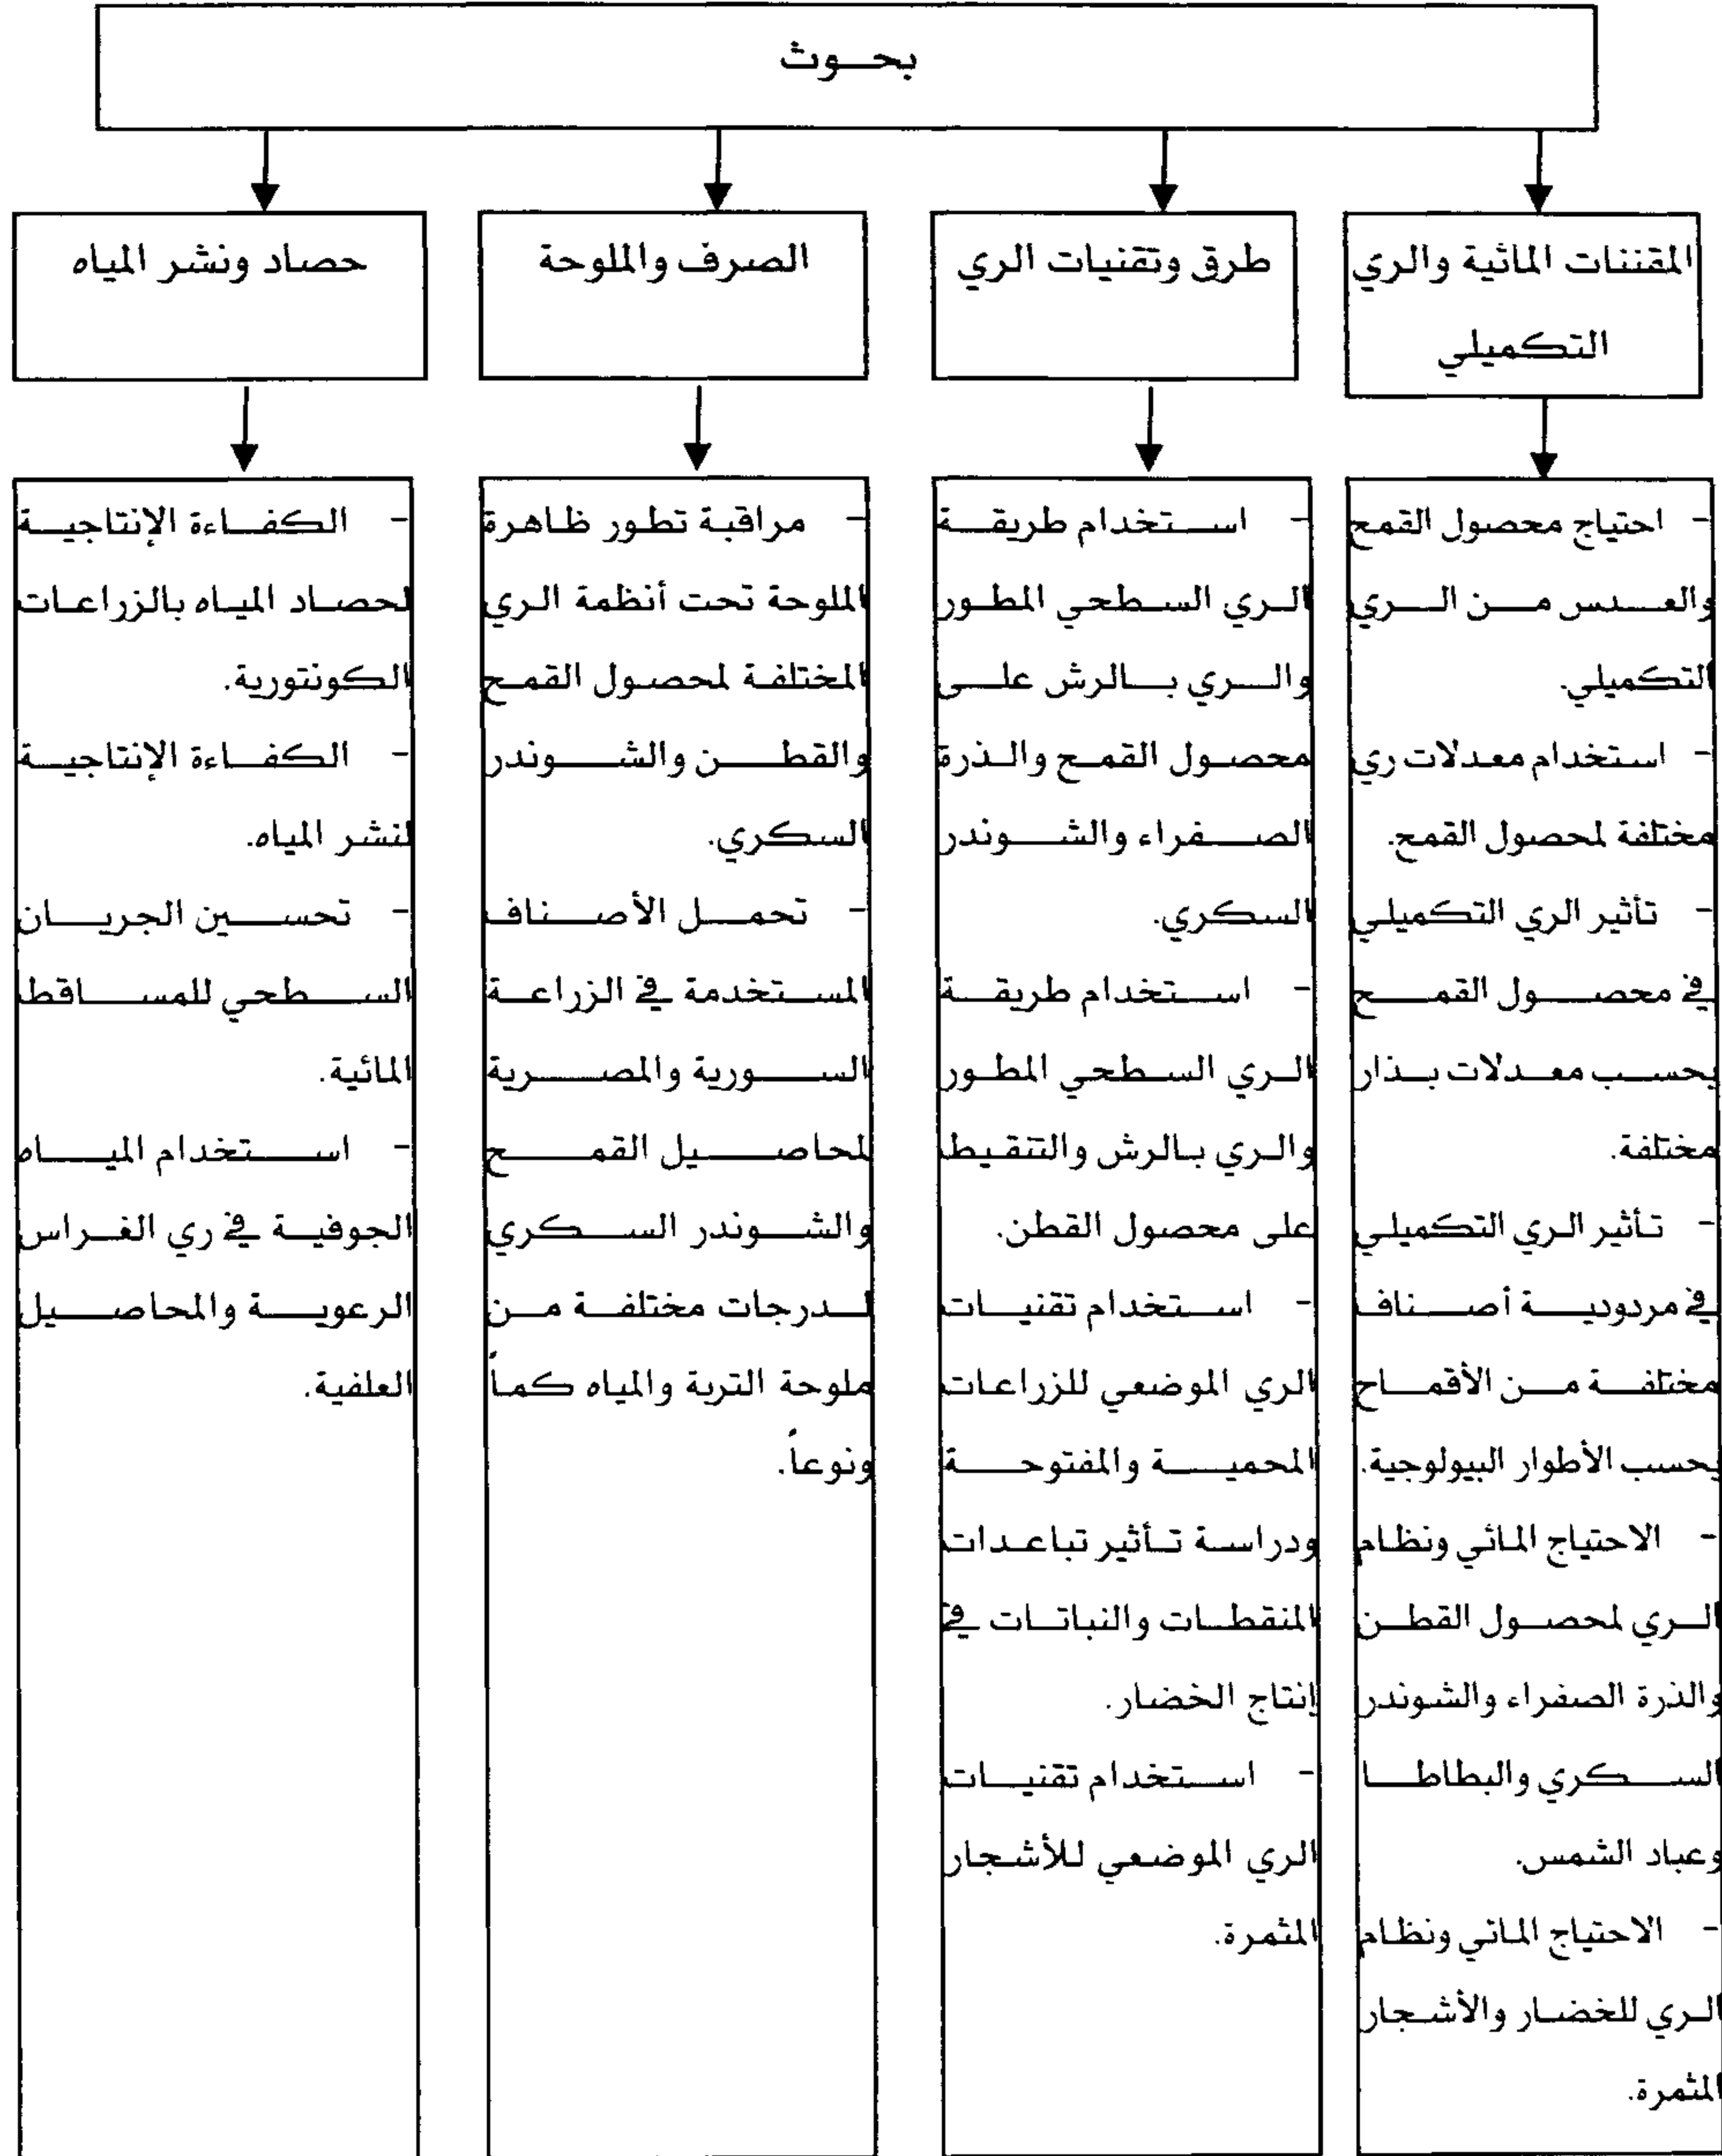 بحوث
المقننات المائية والري
التكميلي
طرق وتقنيات الري
الصرف والملوحة
حصاد ونشر المياه
- احتياج محصول القمح
والعدس من الري
التكميلي.
- استخدام معدلات ري
مختلفة لمحصول القمح.
- تأثير الري التكميلي
في محصول القمح
بحسب معدلات بذار
مختلفة.
- تأثير الري التكميلي
في مردودية أصناف
مختلفة من الأقماح
بحسب الأطوار البيولوجية.
- الاحتياج المائي ونظام
الري لمحصول القطن
والذرة الصفراء والشوندر
السكري والبطاطا
وعباد الشمس.
- الاحتياج المائي ونظام
الري للخضار والأشجار
المثمرة.
- استخدام طريقة
الري السطحي المطور
والري بالرش على
محصول القمح والذرة
الصفراء والشوندر
السكري.
- استخدام طريقة
الري السطحي المطور
والري بالرش والتنقيط
على محصول القطن.
- استخدام تقنيات
الري الموضعي للزراعات
المحمية والمفتوحة
ودراسة تأثير تباعدات
المنقطات والنباتات في
إنتاج الخضار.
- استخدام تقنيات
الري الموضعي للأشجار
المثمرة.
- مراقبة تطور ظاهرة
الملوحة تحت أنظمة الري
المختلفة لمحصول القمح
والقطن والشوندر
السكري.
- تحمل الأصناف
المستخدمة في الزراعة
السورية والمصرية
لمحاصيل القمح
والشوندر السكري
لدرجات مختلفة من
ملوحة التربة والمياه كماً
ونوعاً.
- الكفاءة الإنتاجية
لحصاد المياه بالزراعات
الكونتورية.
- الكفاءة الإنتاجية
لنشر المياه.
- تحسين الجريان
السطحي للمساقط
المائية.
- استخدام المياه
الجوفية في ري الغراس
الرعوية والمحاصيل
العلفية.